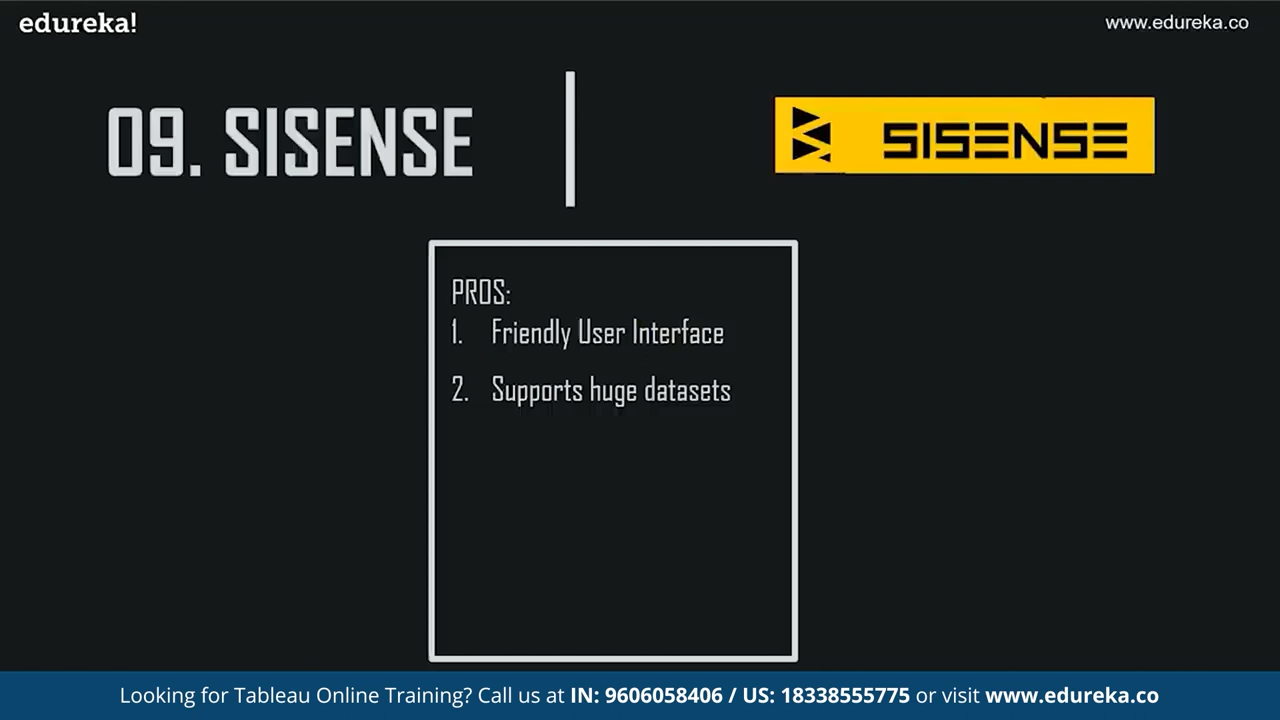 edureka!
www.edureka.co
09. SISENSE
SISENSE
PROS:
1. Friendly User Interface
2. Supports huge datasets
Looking for Tableau Online Training? Call us at IN: 9606058406 / US: 18338555775 or visit www.edureka.co